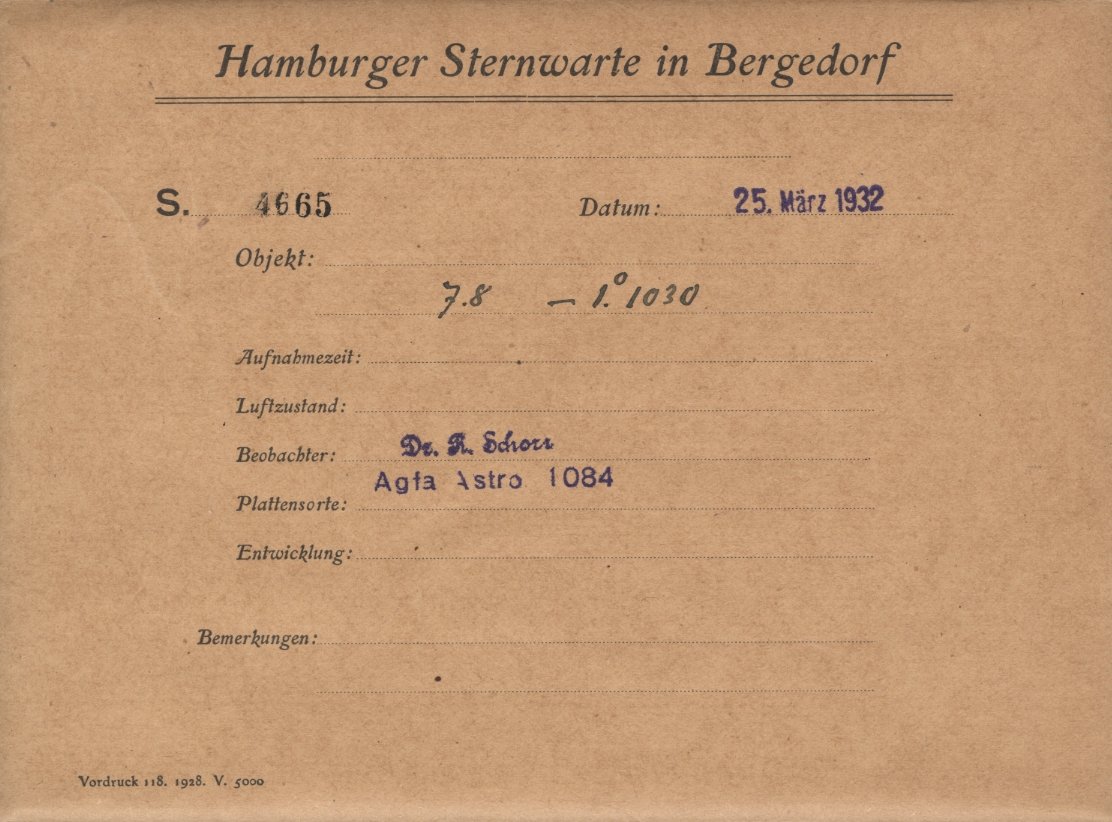 Hamburger Sternwarte in Bergedorf
S. 4665 Datum: 25. März 1932
Objekt:
7.8 — 1.° 1030
Aufnahmezeit:
Luftzustand:
Beobachter: Dr. R. Schorr
Agfa Astro 1084
Plattensorte:
Entwicklung:
Bemerkungen:
Vordruck 118. 1928. V. 5000